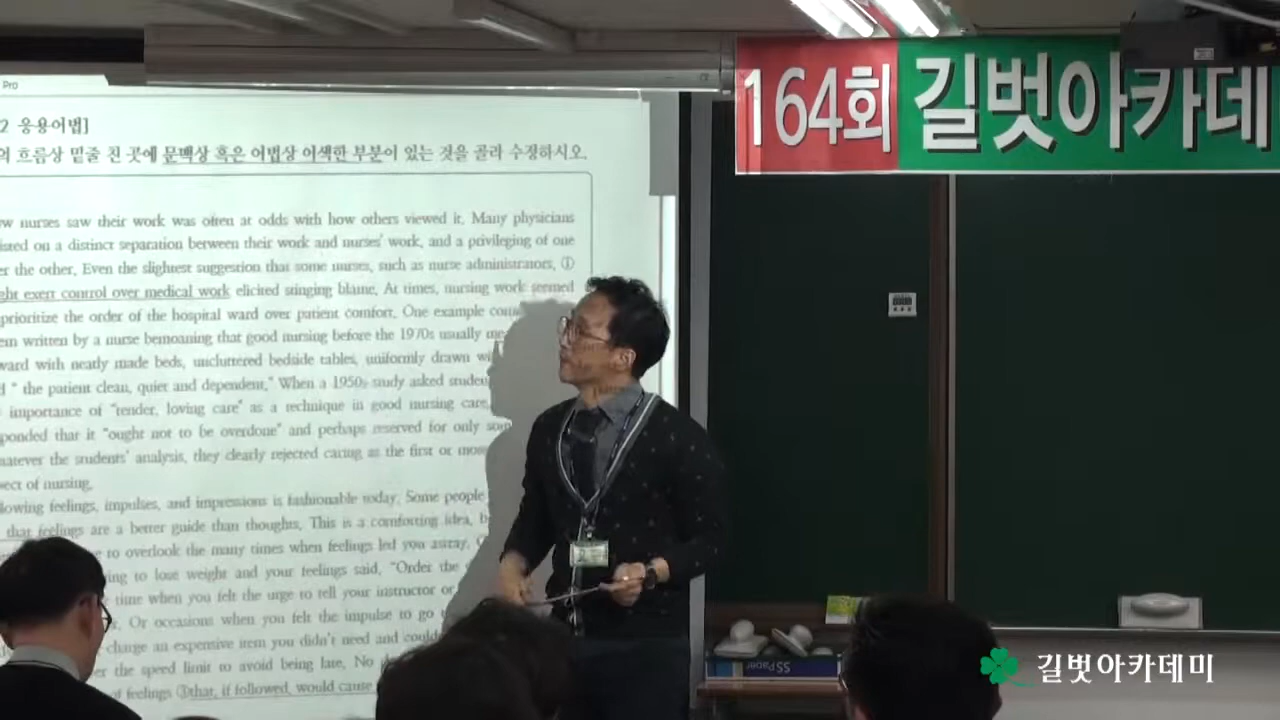 Pro
164회 길벗아카데
2 응용어법]
의 흐름상 밑줄 친 곳에 문맥상 혹은 어법상 어색한 부분이 있는 것을 골라 수정하시오.
nurses saw their work was often at odds with how others viewed it. Many physicians
on a distinct separation between their work and nurses' work, and a privileging of one
the other. Even the slightest suggestion that some nurses, such as nurse administrators, ①
exert control over medical work elicited stinging blame. At times, nursing work seemed
prioritize the order of the hospital ward over patient comfort. One example
written by a nurse bemoaning that good nursing before the 1970s usually
ward with neatly made beds, uncluttered bedside tables, uniformly drawn
" the patient clean, quiet and dependent." When a 1950s study asked
importance of "tender, loving care" as a technique in good nursing care,
that it "ought not to be overdone" and perhaps reserved for only
the students' analysis, they clearly rejected caring as the first or
of nursing.
feelings, impulses, and impressions is fashionable today. Some people
that feelings are a better guide than thoughts. This is a comforting idea,
to overlook the many times when feelings led you astray.
to lose weight and your feelings said, "Order the
time when you felt the urge to tell your instructor or
Or occasions when you felt the impulse to go
charge an expensive item you didn't need and
the speed limit to avoid being late. No
of feelings ③that, if followed, would cause
SS Paper
길벗아카데미